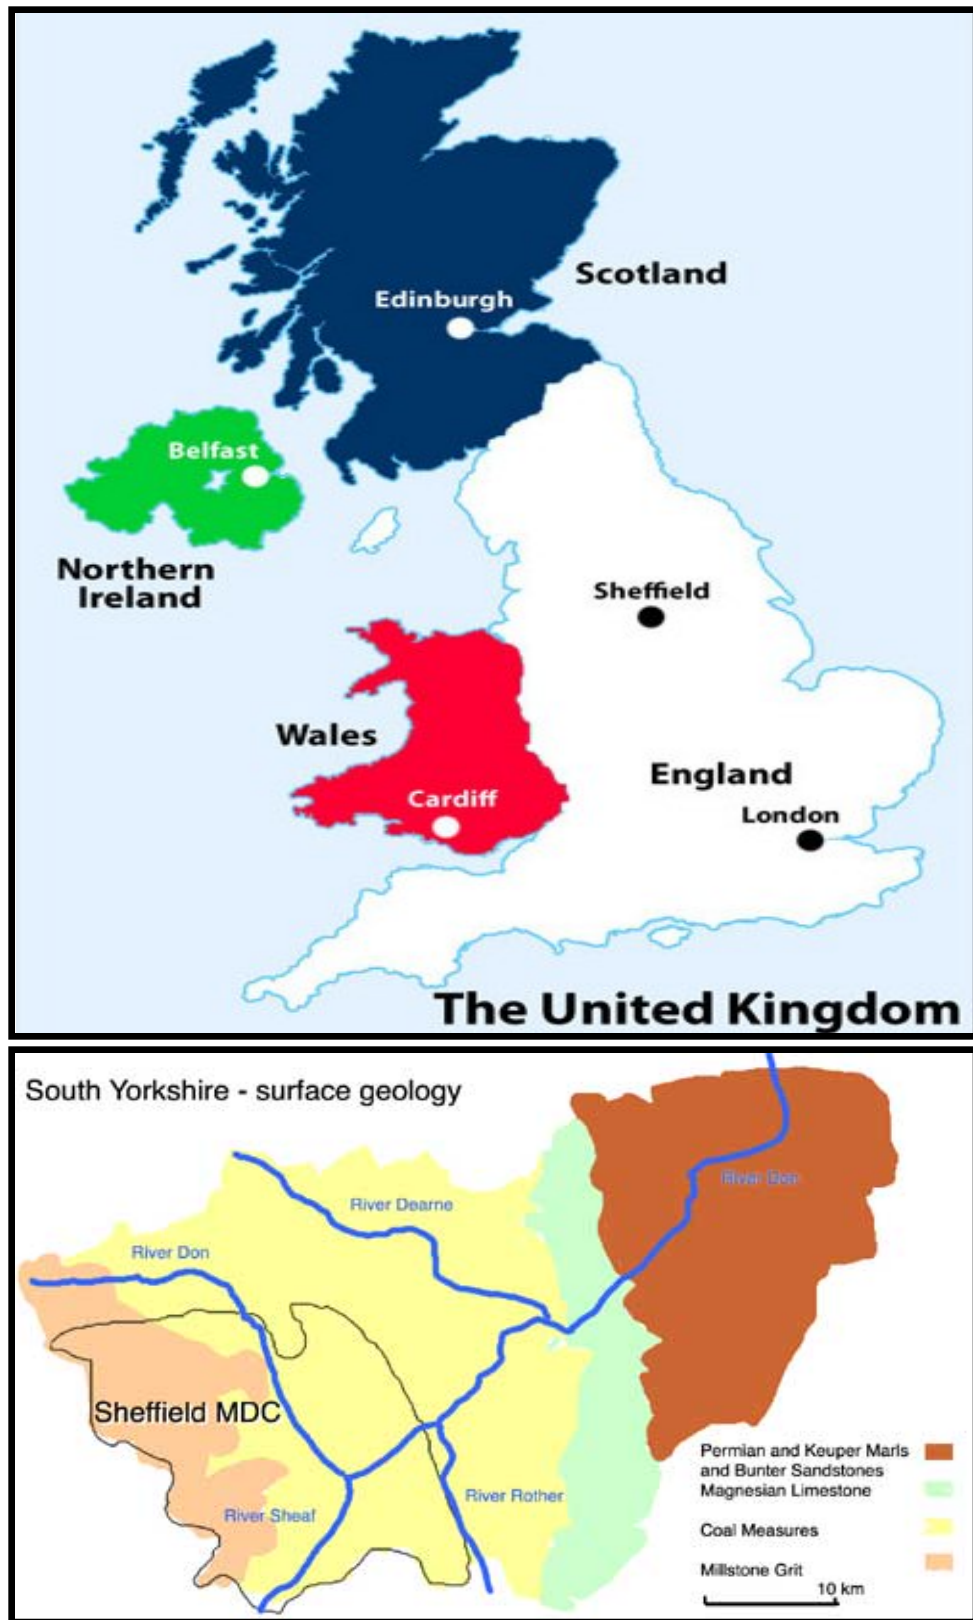 Scotland
Edinburgh
Belfast
Northern
Ireland
Sheffield
Wales
England
Cardiff
London
The United Kingdom
South Yorkshire - surface geology
River Don
River Dearne
River Don
Sheffield MDC
Permian and Keuper Marls
and Bunter Sandstones
Magnesian Limestone
River Rother
River Sheaf
Coal Measures
Millstone Grit
10 km